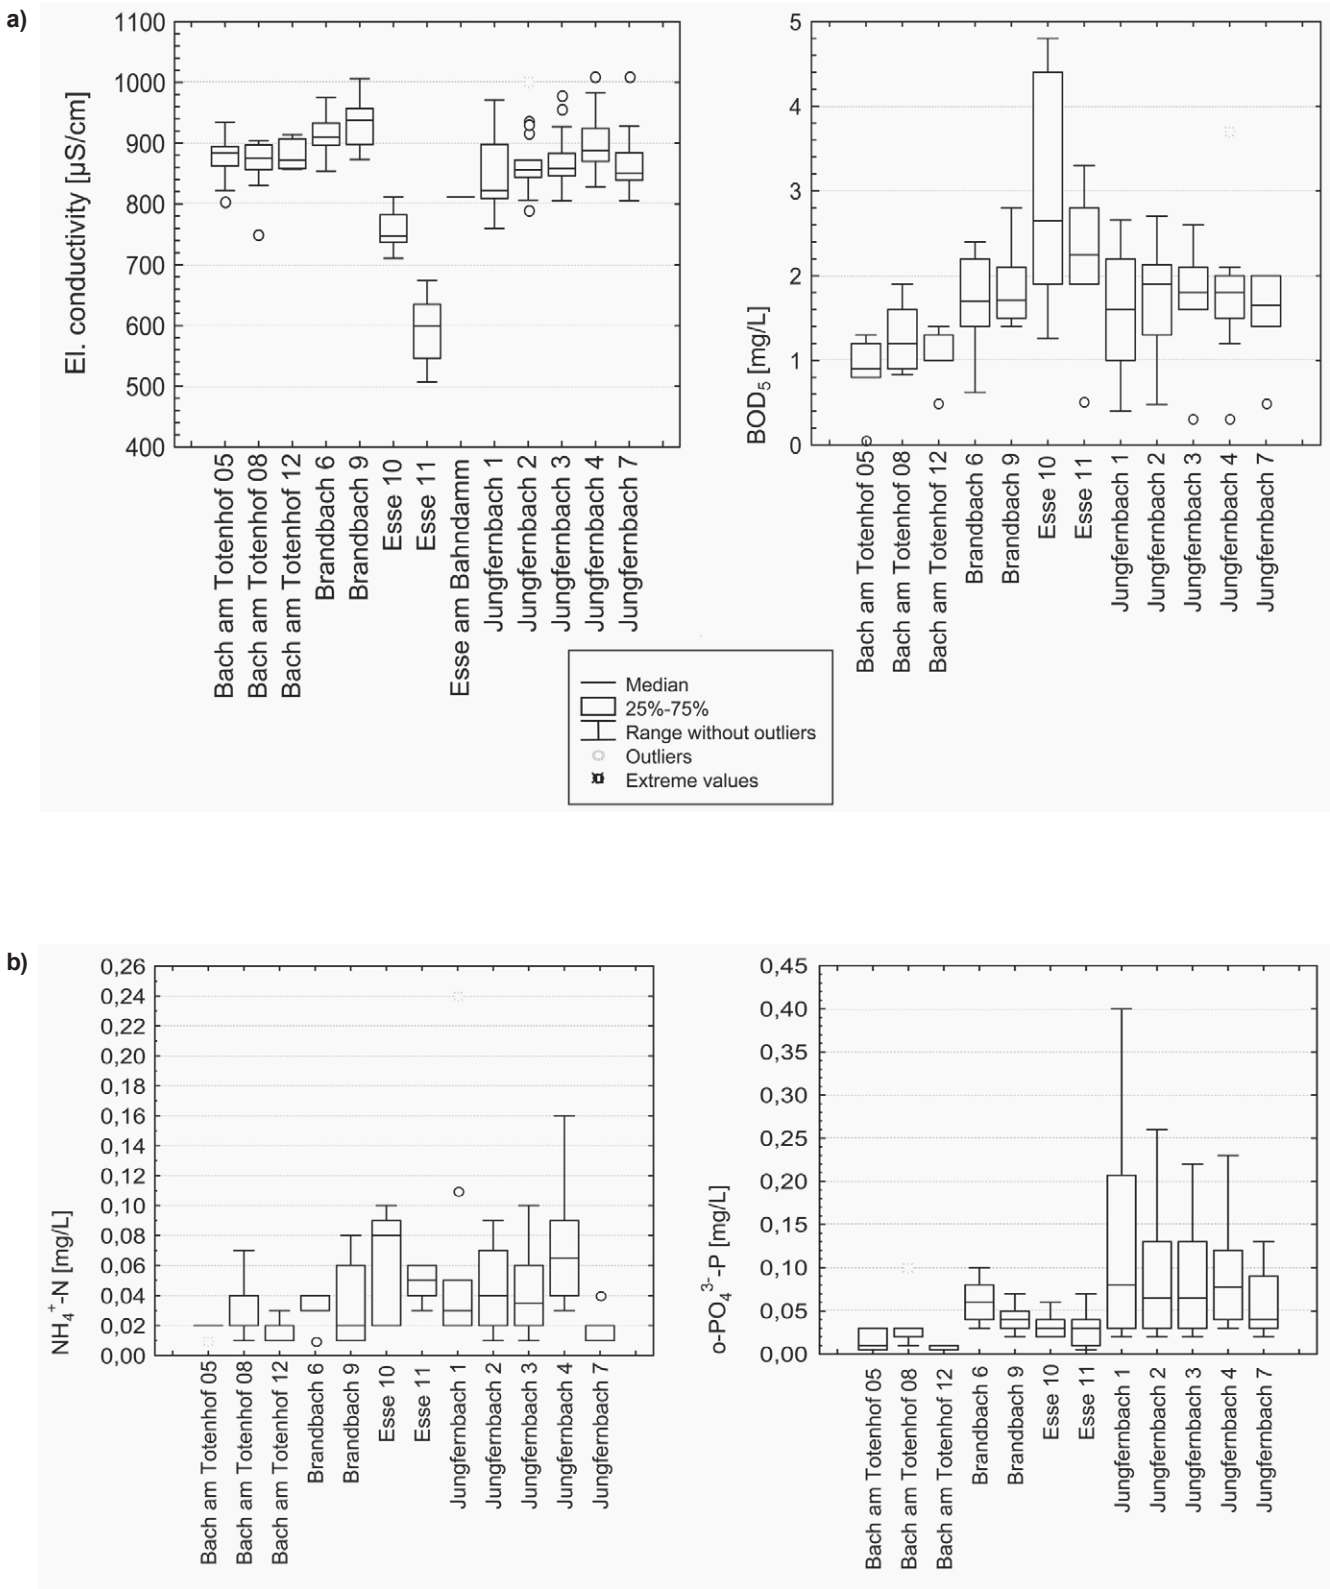 a)
El. conductivity [µS/cm]
1100
1000
900
800
700
600
500
400
Bach am Totenhof 05
Bach am Totenhof 08
Bach am Totenhof 12
Brandbach 6
Brandbach 9
Esse 10
Esse 11
Esse am Bahndamm
Jungfernbach 1
Jungfernbach 2
Jungfernbach 3
Jungfernbach 4
Jungfernbach 7
BOD5 [mg/L]
5
4
3
2
1
0
Bach am Totenhof 05
Bach am Totenhof 08
Bach am Totenhof 12
Brandbach 6
Brandbach 9
Esse 10
Esse 11
Jungfernbach 1
Jungfernbach 2
Jungfernbach 3
Jungfernbach 4
Jungfernbach 7
Median
25%-75%
Range without outliers
Outliers
Extreme values
b)
NH4+-N [mg/L]
0,26
0,24
0,22
0,20
0,18
0,16
0,14
0,12
0,10
0,08
0,06
0,04
0,02
0,00
Bach am Totenhof 05
Bach am Totenhof 08
Bach am Totenhof 12
Brandbach 6
Brandbach 9
Esse 10
Esse 11
Jungfernbach 1
Jungfernbach 2
Jungfernbach 3
Jungfernbach 4
Jungfernbach 7
o-PO43--P [mg/L]
0,45
0,40
0,35
0,30
0,25
0,20
0,15
0,10
0,05
0,00
Bach am Totenhof 05
Bach am Totenhof 08
Bach am Totenhof 12
Brandbach 6
Brandbach 9
Esse 10
Esse 11
Jungfernbach 1
Jungfernbach 2
Jungfernbach 3
Jungfernbach 4
Jungfernbach 7